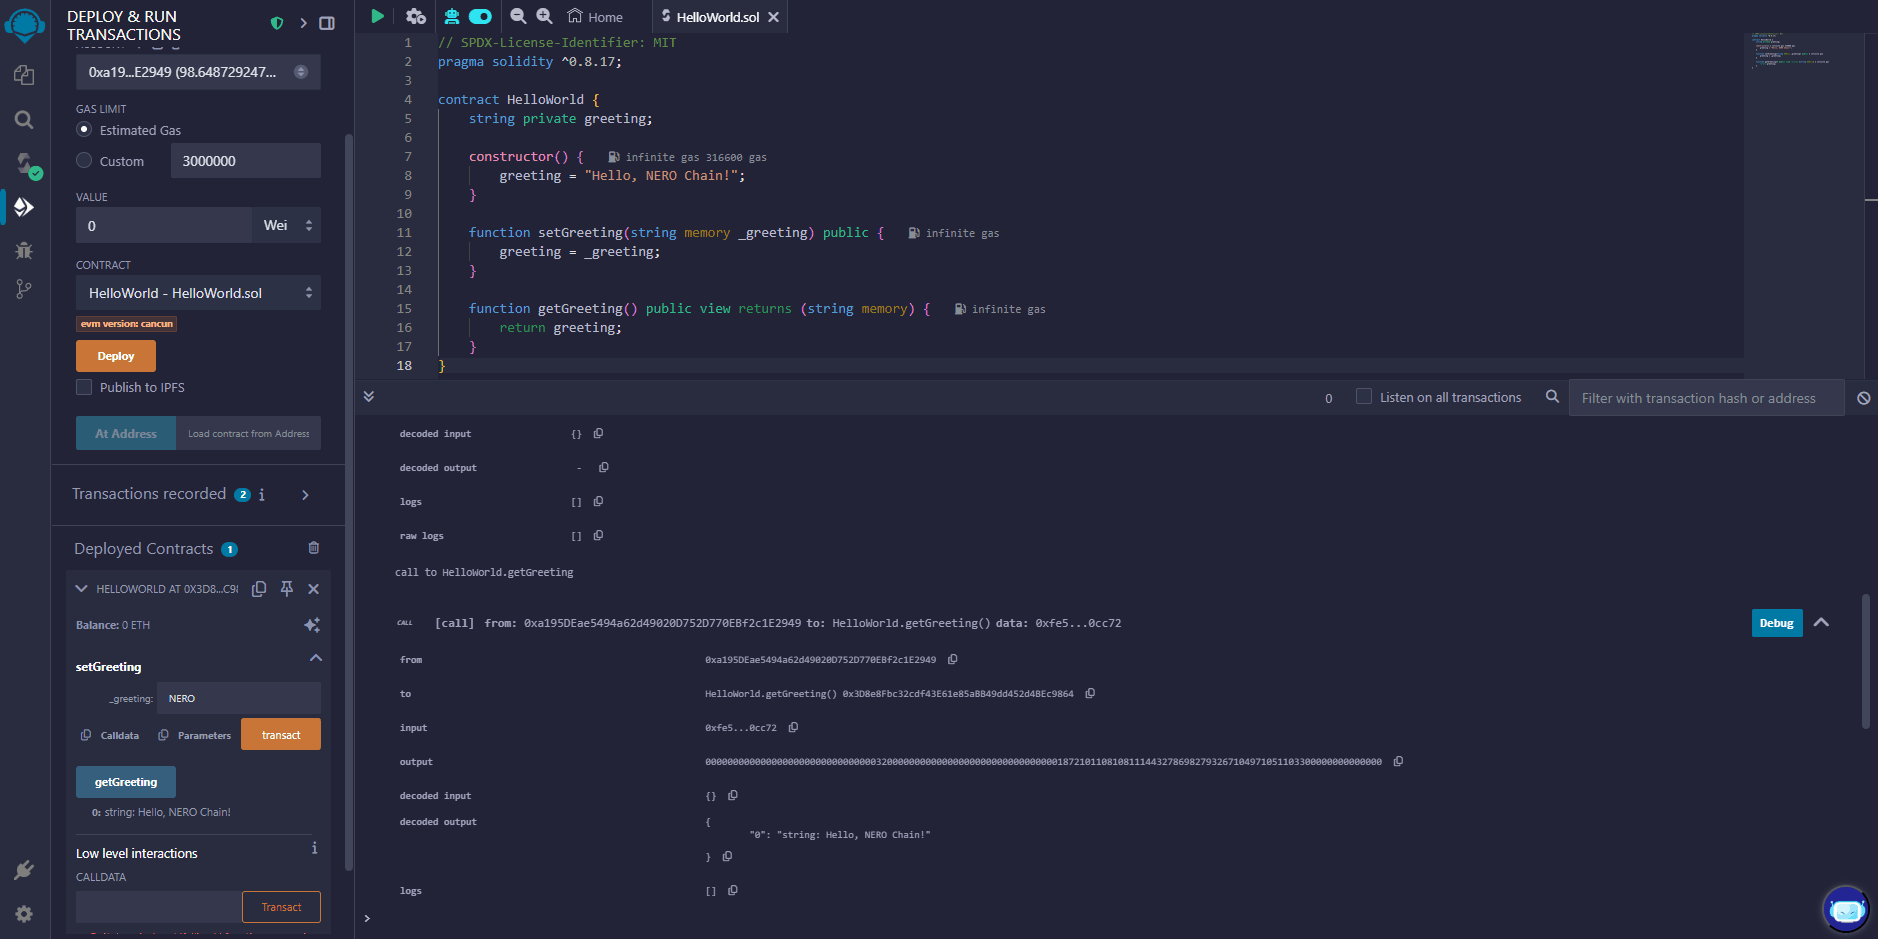 DEPLOY & RUN
TRANSACTIONS
0xa19...E2949 (98.648729247...
GAS LIMIT
Estimated Gas
Custom
3000000
VALUE
0
Wei
CONTRACT
HelloWorld - HelloWorld.sol
evm version: cancun
Deploy
Publish to IPFS
At Address
Load contract from Address
Transactions recorded 2 i
Deployed Contracts 1
HELLOWORLD AT 0X3D8...C98
Balance: 0 ETH
setGreeting
_greeting:
NERO
Calldata
Parameters
transact
getGreeting
0: string: Hello, NERO Chain!
Low level interactions
i
CALLDATA
Transact
Home
HelloWorld.sol
1 // SPDX-License-Identifier: MIT
2 pragma solidity ^0.8.17;
3
4 contract HelloWorld {
5 string private greeting;
6
7 constructor() { infinite gas 316600 gas
8 greeting = "Hello, NERO Chain!";
9 }
10
11 function setGreeting(string memory _greeting) public { infinite gas
12 greeting = _greeting;
13 }
14
15 function getGreeting() public view returns (string memory) { infinite gas
16 return greeting;
17 }
18 }
0
Listen on all transactions
Filter with transaction hash or address
decoded input {}
decoded output -
logs []
raw logs []
call to HelloWorld.getGreeting
CALL [call] from: 0xa195DEae5494a62d49020D752D770EBf2c1E2949 to: HelloWorld.getGreeting() data: 0xfe5...0cc72
Debug
from 0xa195DEae5494a62d49020D752D770EBf2c1E2949
to HelloWorld.getGreeting() 0x3D8e8Fbc32cdf43E61e85aBB49dd452d4BEc9864
input 0xfe5...0cc72
output
decoded input {}
decoded output {
"0": "string: Hello, NERO Chain!"
}
logs []
>